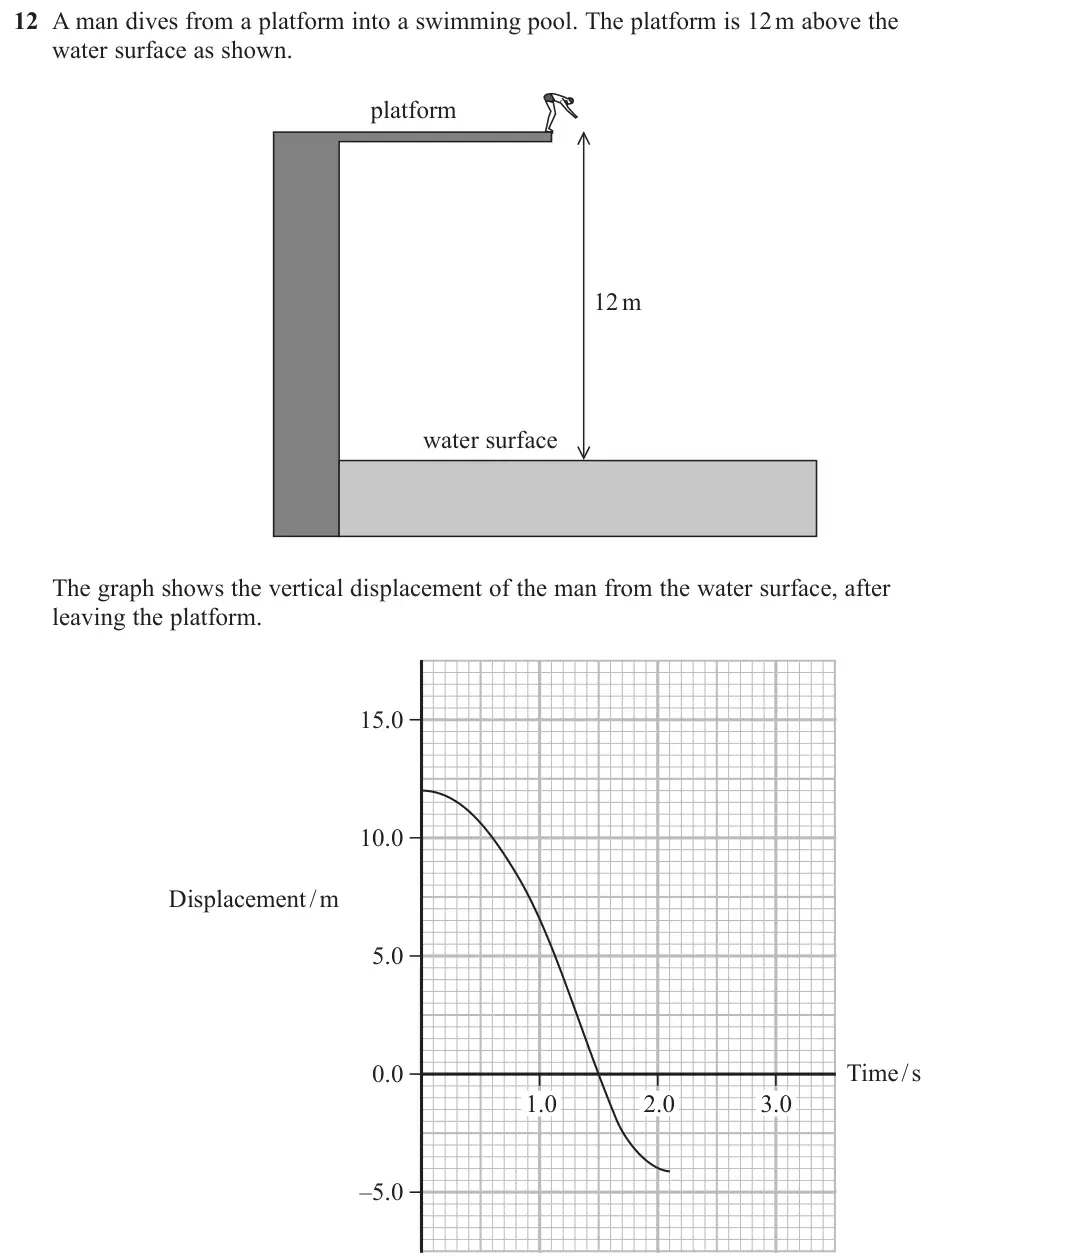 12 A man dives from a platform into a swimming pool. The platform is 12 m above the
water surface as shown.
platform
12 m
water surface
The graph shows the vertical displacement of the man from the water surface, after
leaving the platform.
15.0
10.0
Displacement / m
5.0
0.0
Time / s
1.0 2.0 3.0
–5.0